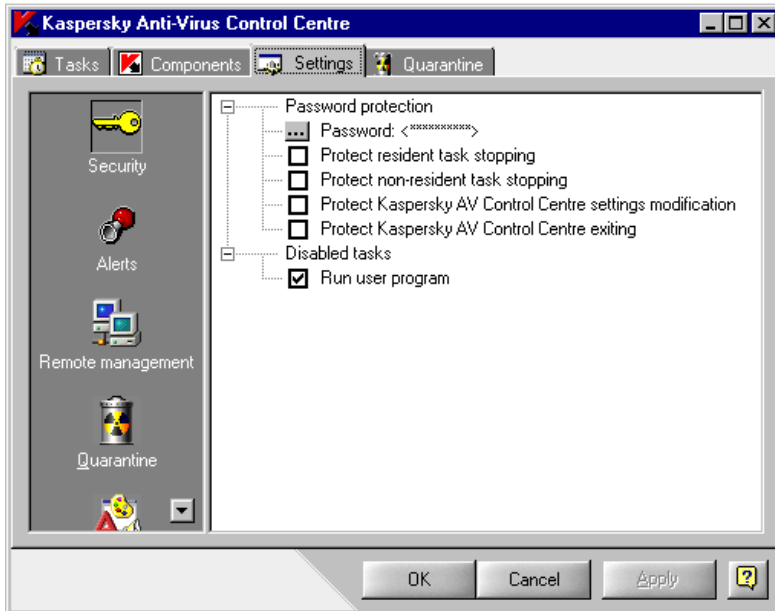 Kaspersky Anti-Virus Control Centre
Tasks
Components
Settings
Quarantine
Security
Alerts
Remote management
Quarantine
Password protection
... Password: <**********>
Protect resident task stopping
Protect non-resident task stopping
Protect Kaspersky AV Control Centre settings modification
Protect Kaspersky AV Control Centre exiting
Disabled tasks
Run user program
OK
Cancel
Apply
?